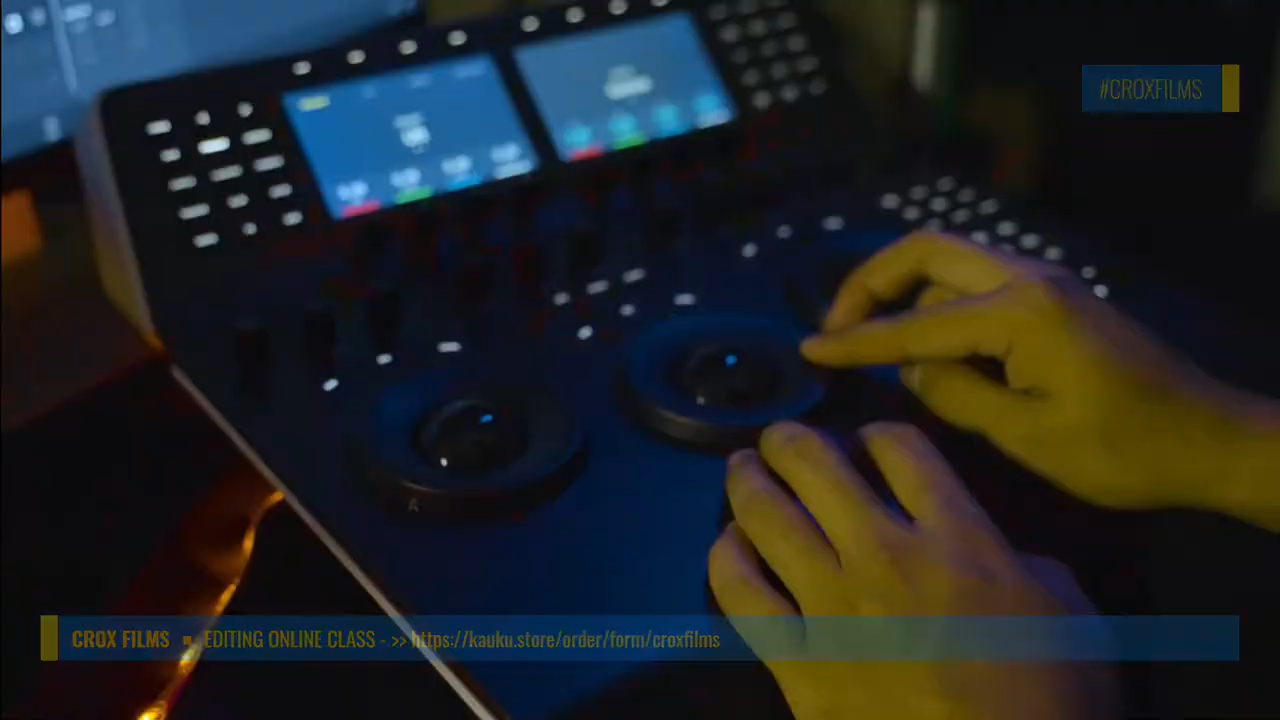 #CROXFILMS
A
CROX FILMS ▪ EDITING ONLINE CLASS - >> https://kauku.store/order/form/croxfilms